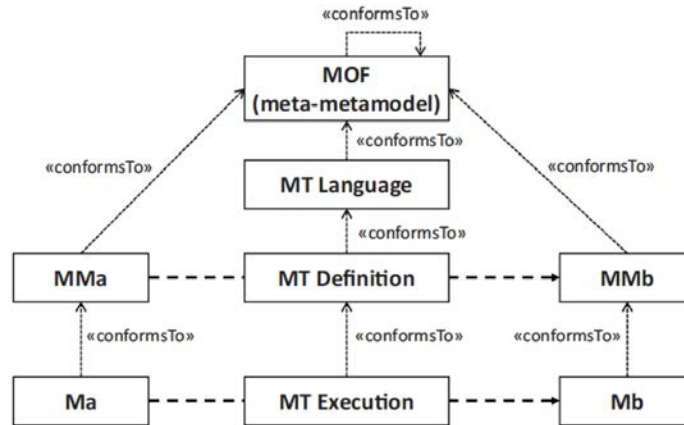 «conformsTo»
MOF
(meta-metamodel)
«conformsTo»
«conformsTo»
«conformsTo»
MT Language
«conformsTo»
MMa
MT Definition
MMb
«conformsTo»
«conformsTo»
«conformsTo»
Ma
MT Execution
Mb